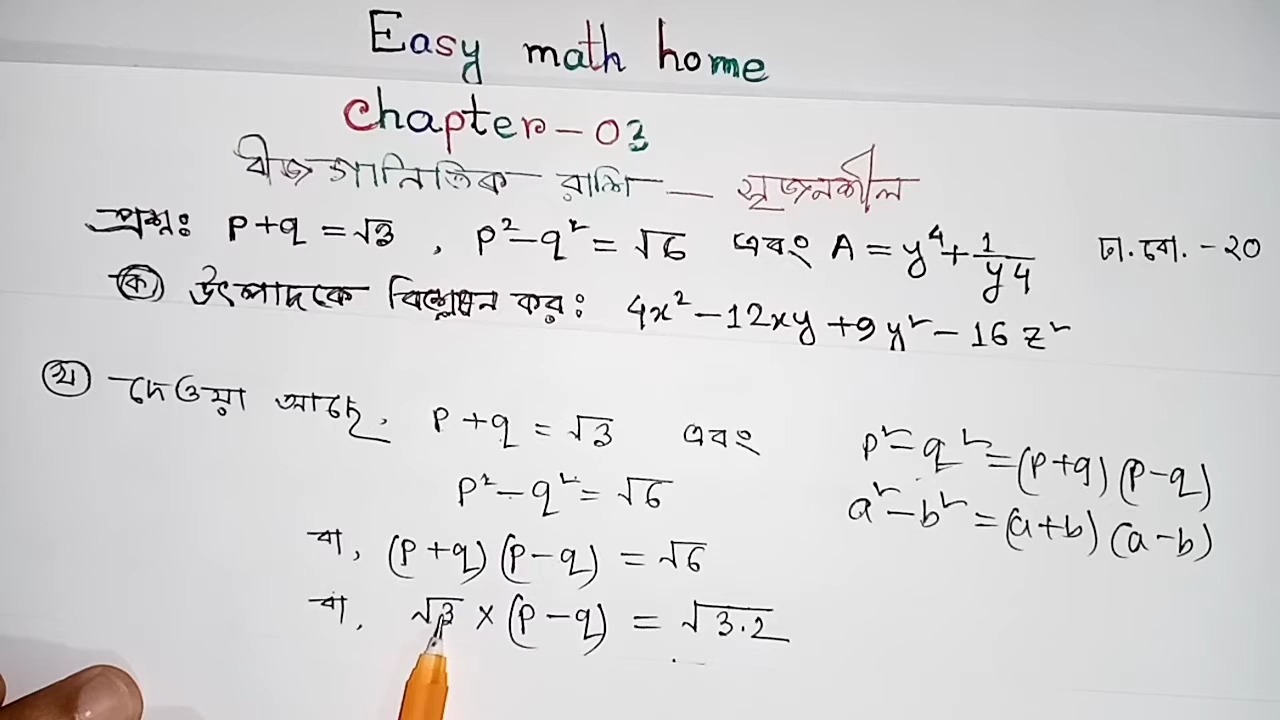 Easy math home
chapter-03
বীজগানিতিক রাশি — সৃজনশীল
প্রশ্ন: p+q = √3 , p² - q² = √6 এবং A = y⁴ + 1/y⁴ ঢা. বো. - ২০
ক) উৎপাদকে বিশ্লেষন কর: 4x² - 12xy + 9y² - 16z²
খ) দেওয়া আছে, p + q = √3 এবং
p² - q² = √6
বা, (p+q) (p-q) = √6
বা, √3 × (p-q) = √3.2
p² - q² = (p+q) (p-q)
a² - b² = (a+b) (a-b)